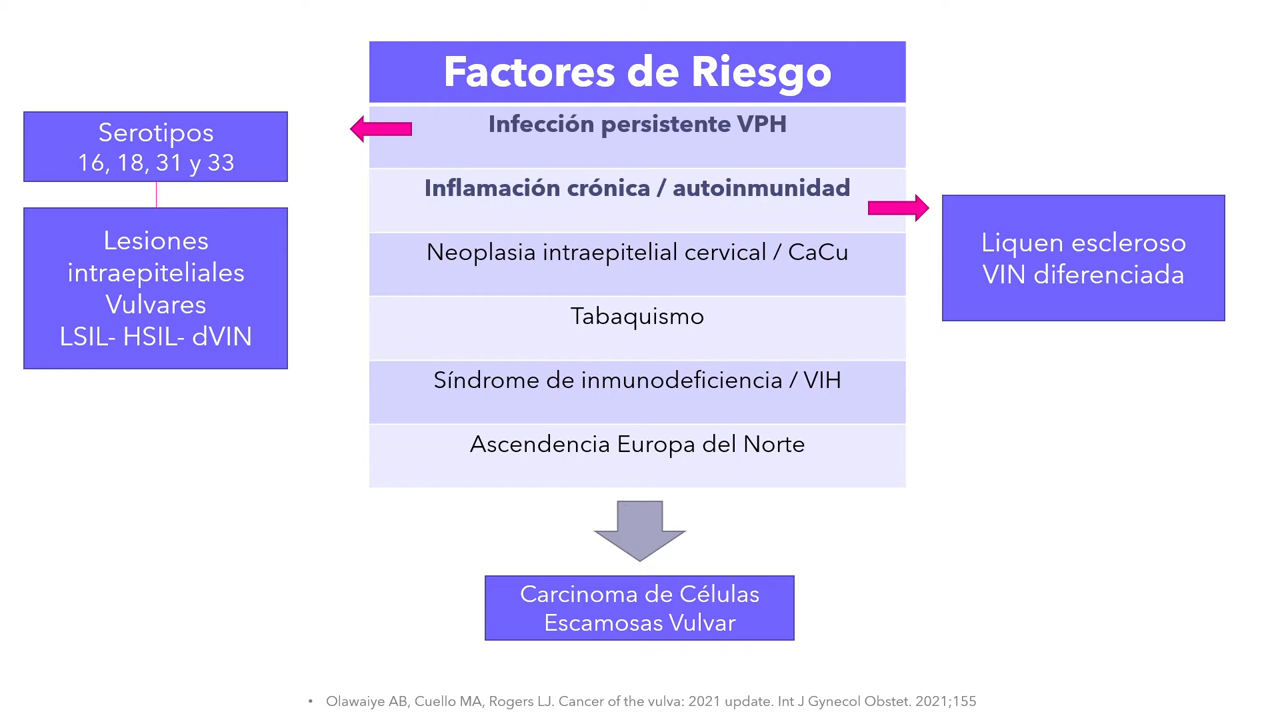 Factores de Riesgo
Infección persistente VPH
Inflamación crónica / autoinmunidad
Neoplasia intraepitelial cervical / CaCu
Tabaquismo
Síndrome de inmunodeficiencia / VIH
Ascendencia Europa del Norte
Serotipos
16, 18, 31 y 33
Lesiones
intraepiteliales
Vulvares
LSIL- HSIL- dVIN
Liquen escleroso
VIN diferenciada
Carcinoma de Células
Escamosas Vulvar
• Olawaiye AB, Cuello MA, Rogers LJ. Cancer of the vulva: 2021 update. Int J Gynecol Obstet. 2021;155